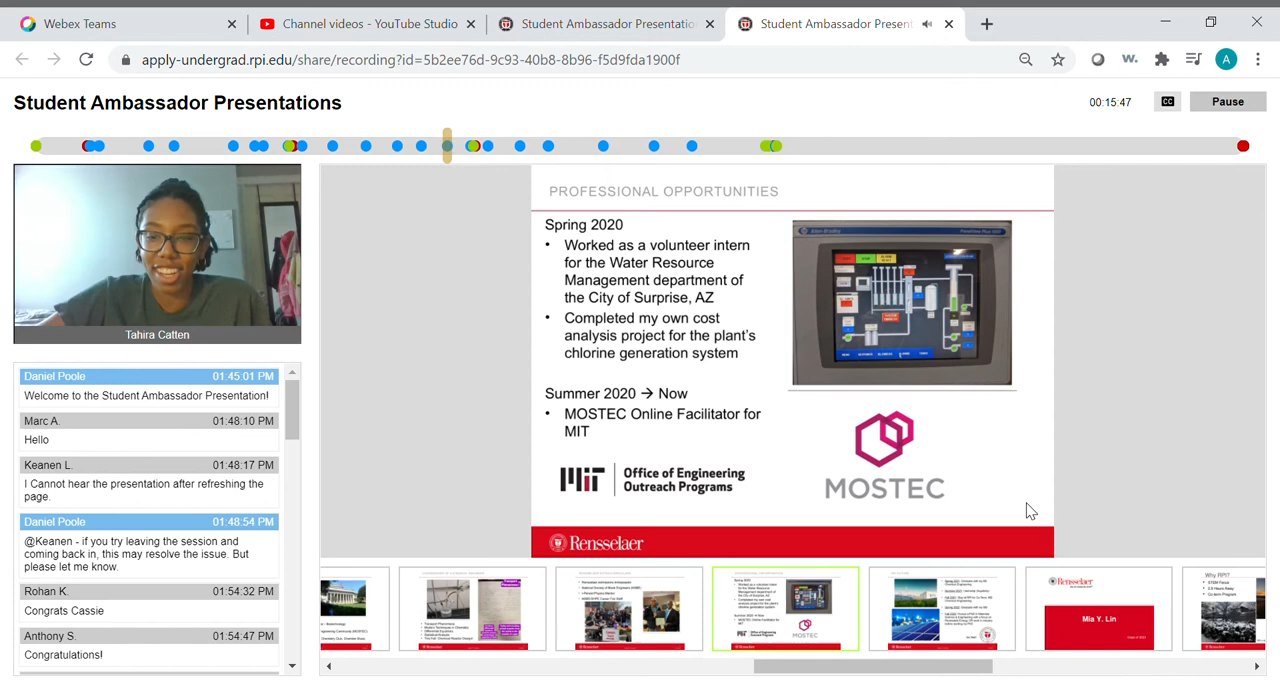 Webex Teams
Channel videos - YouTube Studio
Student Ambassador Presentatio
Student Ambassador Present
apply-undergrad.rpi.edu/share/recording?id=5b2ee76d-9c93-40b8-8b96-f5d9fda1900f
w.
A
Student Ambassador Presentations
00:15:47
CC
Pause
Tahira Catten
Daniel Poole 01:45:01 PM
Welcome to the Student Ambassador Presentation!
Marc A. 01:48:10 PM
Hello
Keanen L. 01:48:17 PM
I Cannot hear the presentation after refreshing the
page.
Daniel Poole 01:48:54 PM
@Keanen - if you try leaving the session and
coming back in, this may resolve the issue. But
please let me know.
Rothai K. 01:54:32 PM
Congrats Cassie
Anthony S. 01:54:47 PM
Congratulations!
PROFESSIONAL OPPORTUNITIES
Spring 2020
• Worked as a volunteer intern
for the Water Resource
Management department of
the City of Surprise, AZ
• Completed my own cost
analysis project for the plant's
chlorine generation system
Summer 2020 → Now
• MOSTEC Online Facilitator for
MIT
MIT Office of Engineering
Outreach Programs
MOSTEC
Rensselaer
Rensselaer
Mia Y. Lin
Why RPI?